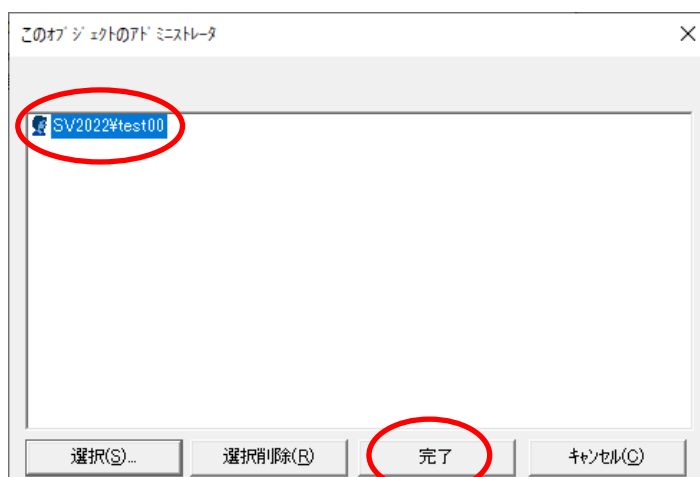 このｵﾌﾞｼﾞｪｸﾄのｱﾄﾞﾐﾆｽﾄﾚｰﾀ
SV2022¥test00
選択(S)... 選択削除(R) 完了 ｷｬﾝｾﾙ(C)